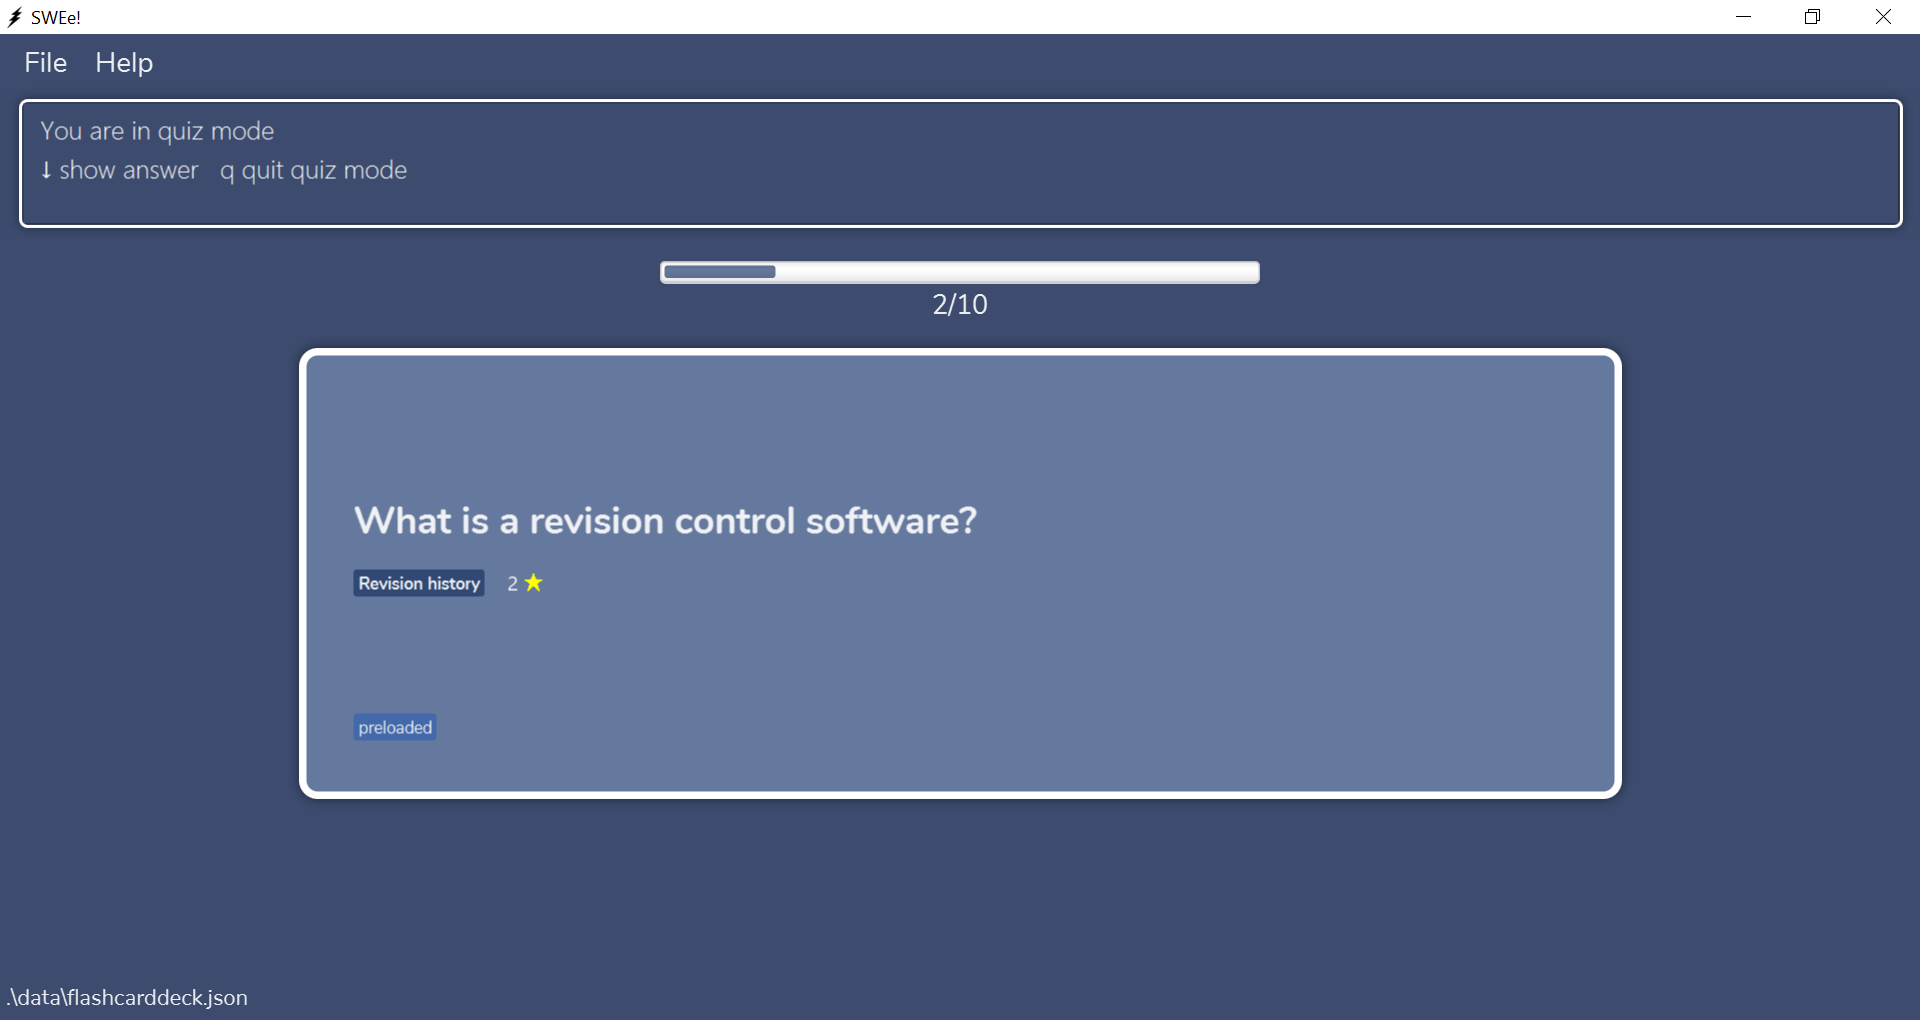 SWEe!
File Help
You are in quiz mode
↓ show answer q quit quiz mode
2/10
What is a revision control software?
Revision history 2 ★
preloaded
.\data\flashcarddeck.json